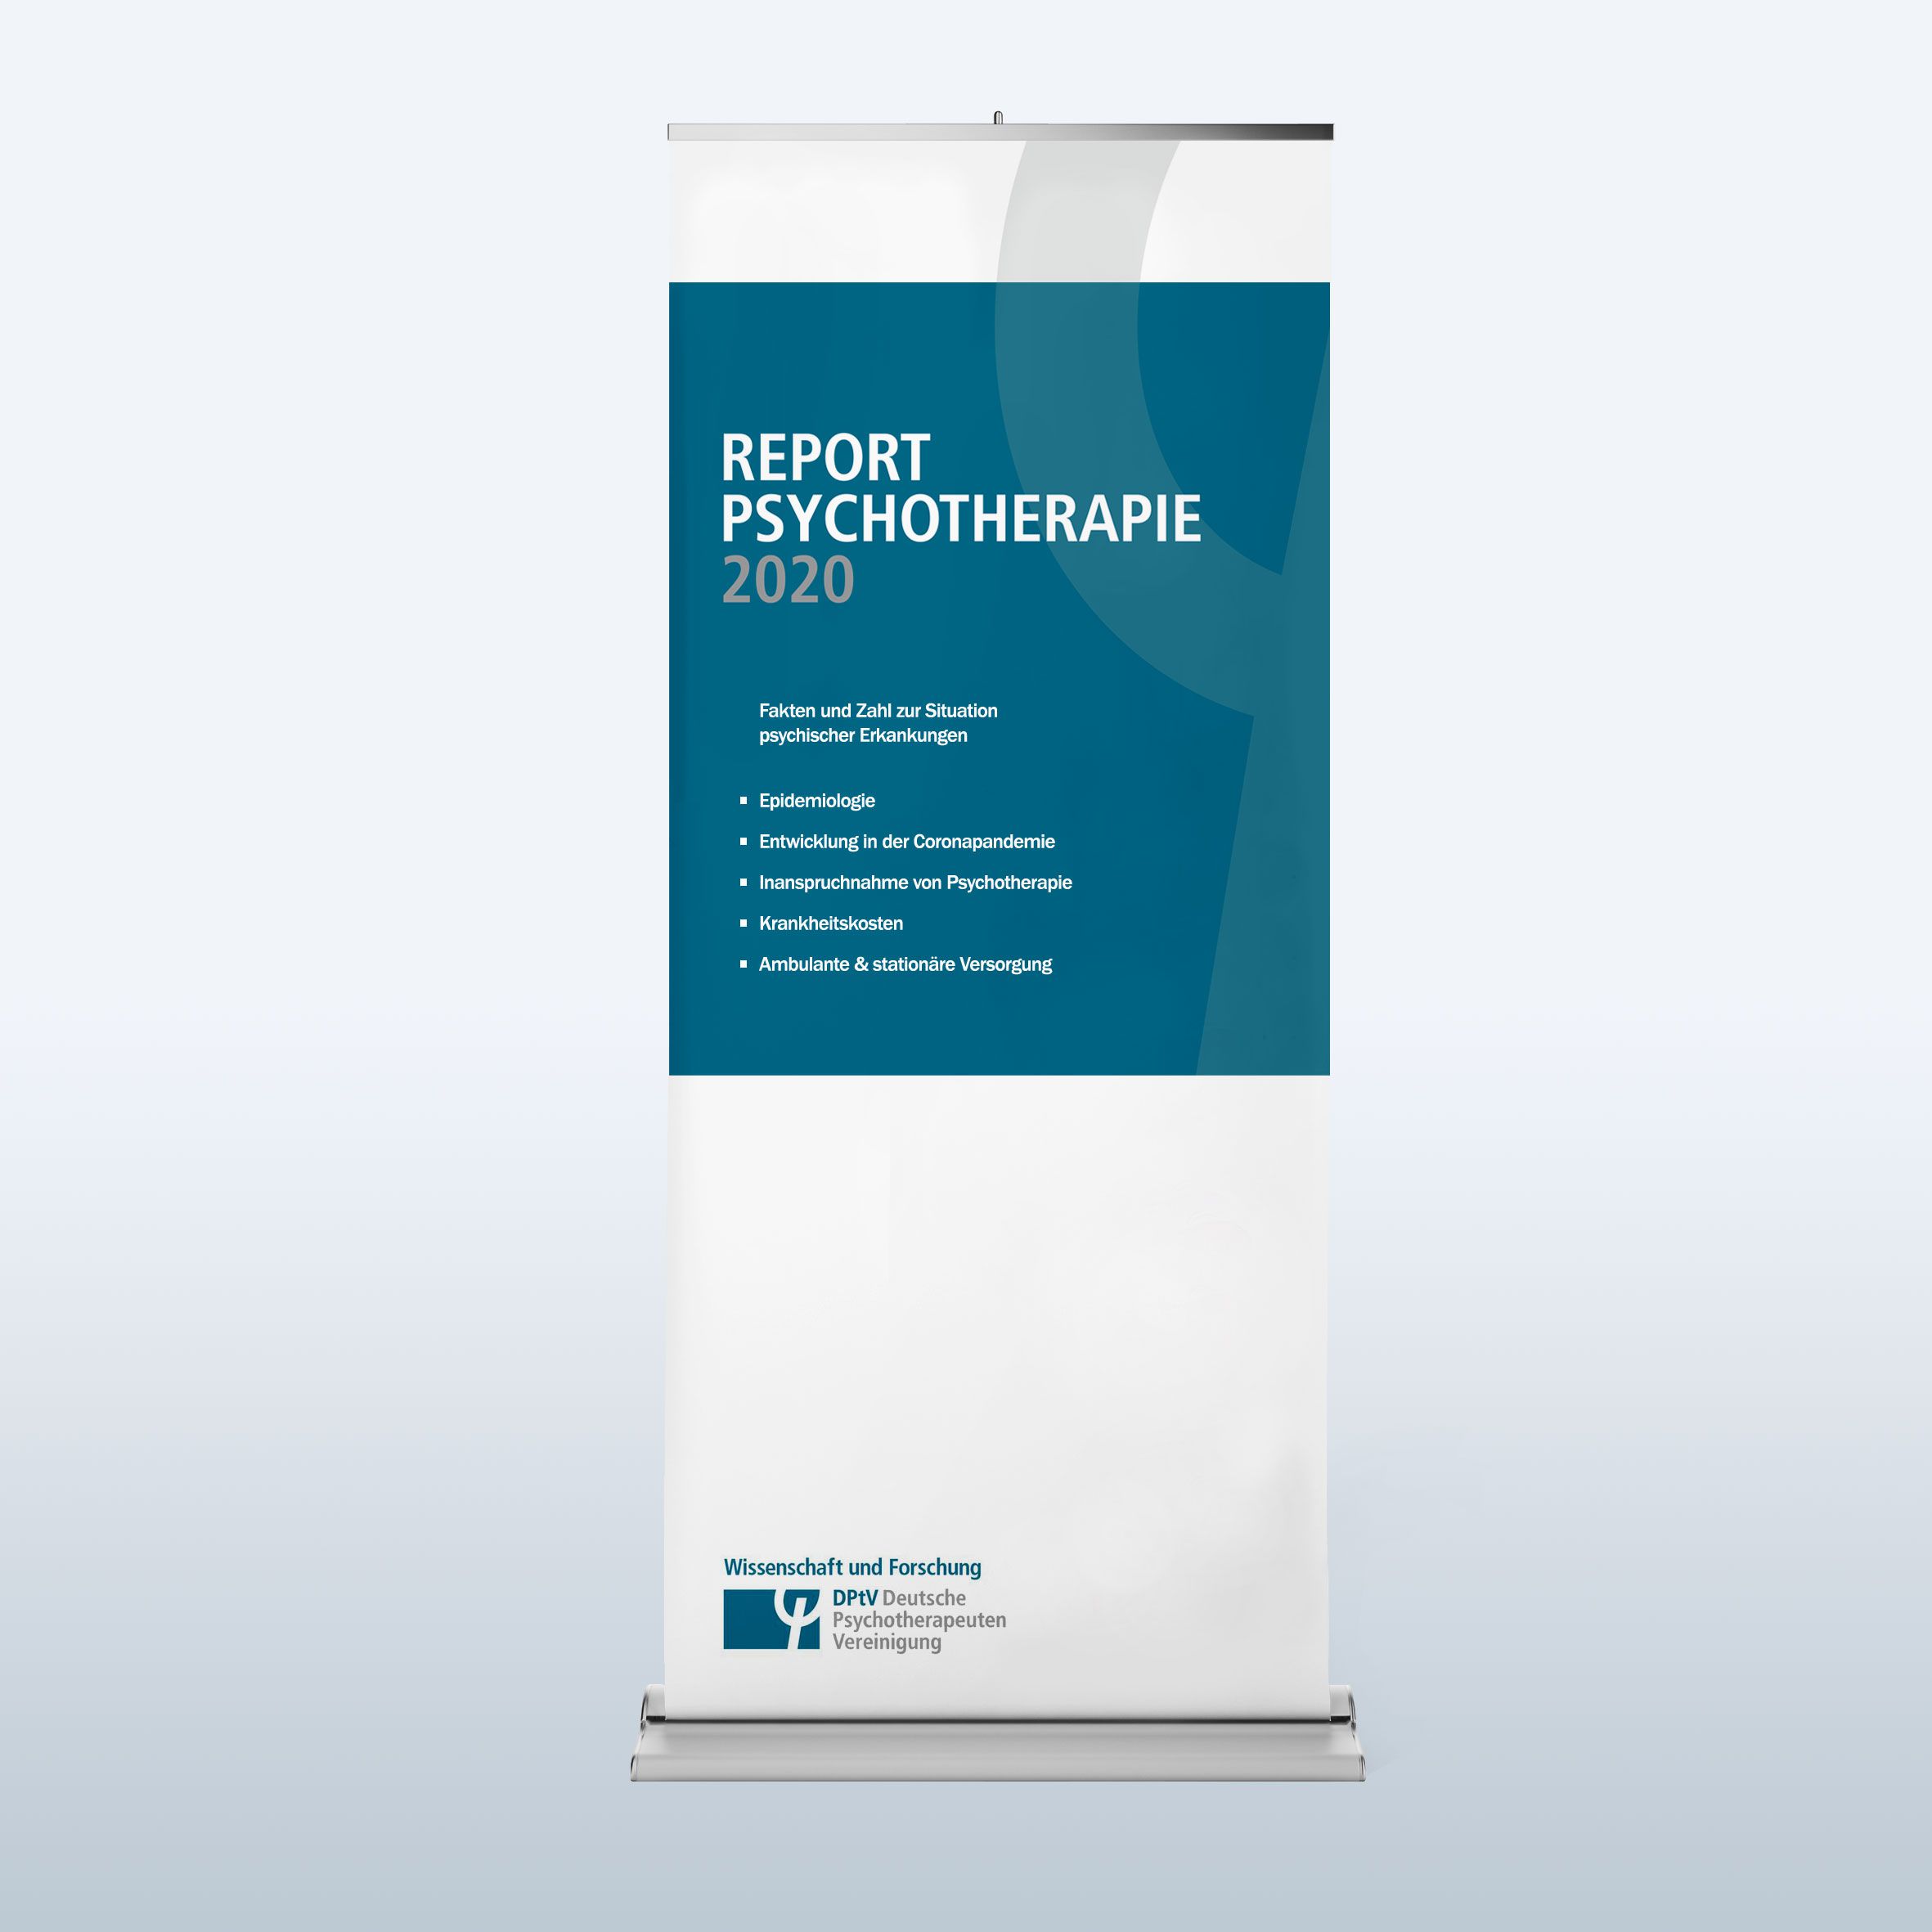 REPORT
PSYCHOTHERAPIE
2020
Fakten und Zahl zur Situation
psychischer Erkankungen
▪ Epidemiologie
▪ Entwicklung in der Coronapandemie
▪ Inanspruchnahme von Psychotherapie
▪ Krankheitskosten
▪ Ambulante & stationäre Versorgung
Wissenschaft und Forschung
DPtV Deutsche
Psychotherapeuten
Vereinigung